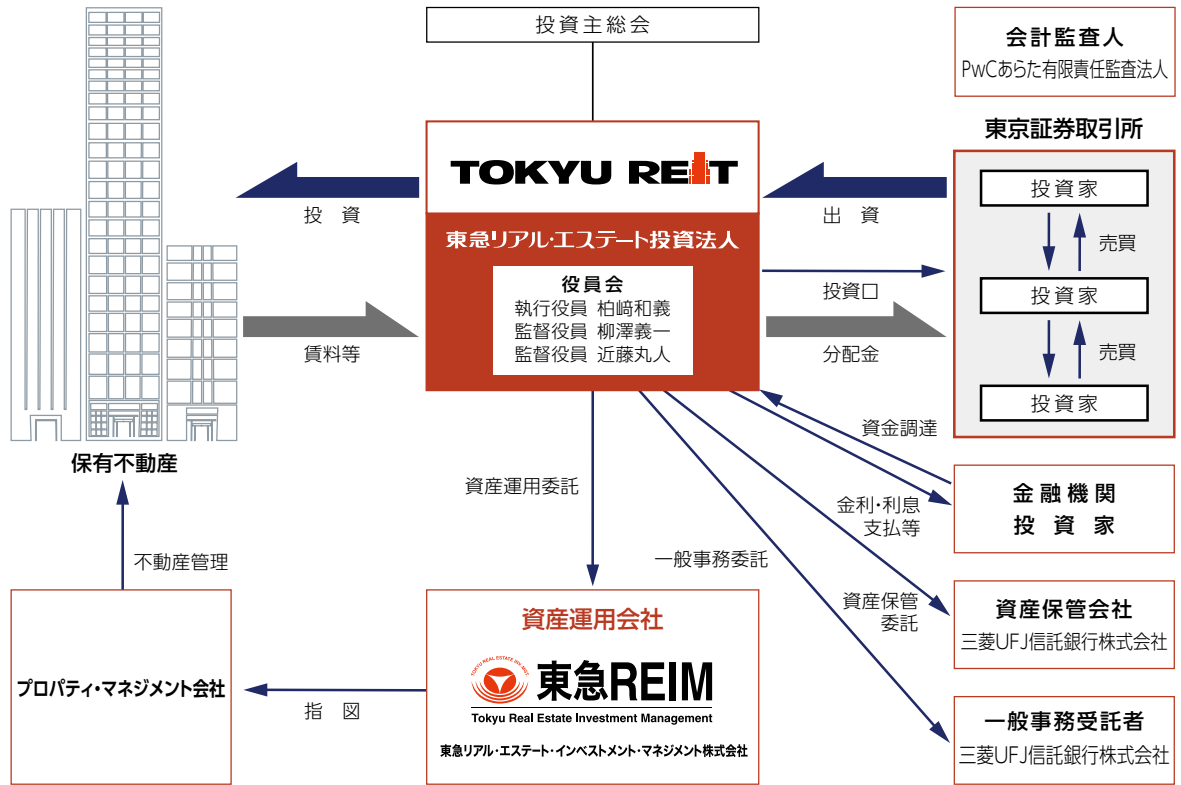 投資主総会
会計監査人
PwCあらた有限責任監査法人
東京証券取引所
投資家
売買
投資家
売買
投資家
TOKYU REIT
東急リアル・エステート投資法人
役員会
執行役員 柏﨑和義
監督役員 柳澤義一
監督役員 近藤丸人
投 資
出 資
投資口
賃料等
分配金
保有不動産
資金調達
資産運用委託
金利・利息
支払等
金融機関
投 資 家
不動産管理
一般事務委託
資産保管
委託
資産保管会社
三菱UFJ信託銀行株式会社
プロパティ・マネジメント会社
指 図
資産運用会社
TOKYU REAL ESTATE INV. MGT.
東急REIM
Tokyu Real Estate Investment Management
東急リアル・エステート・インベストメント・マネジメント株式会社
一般事務受託者
三菱UFJ信託銀行株式会社